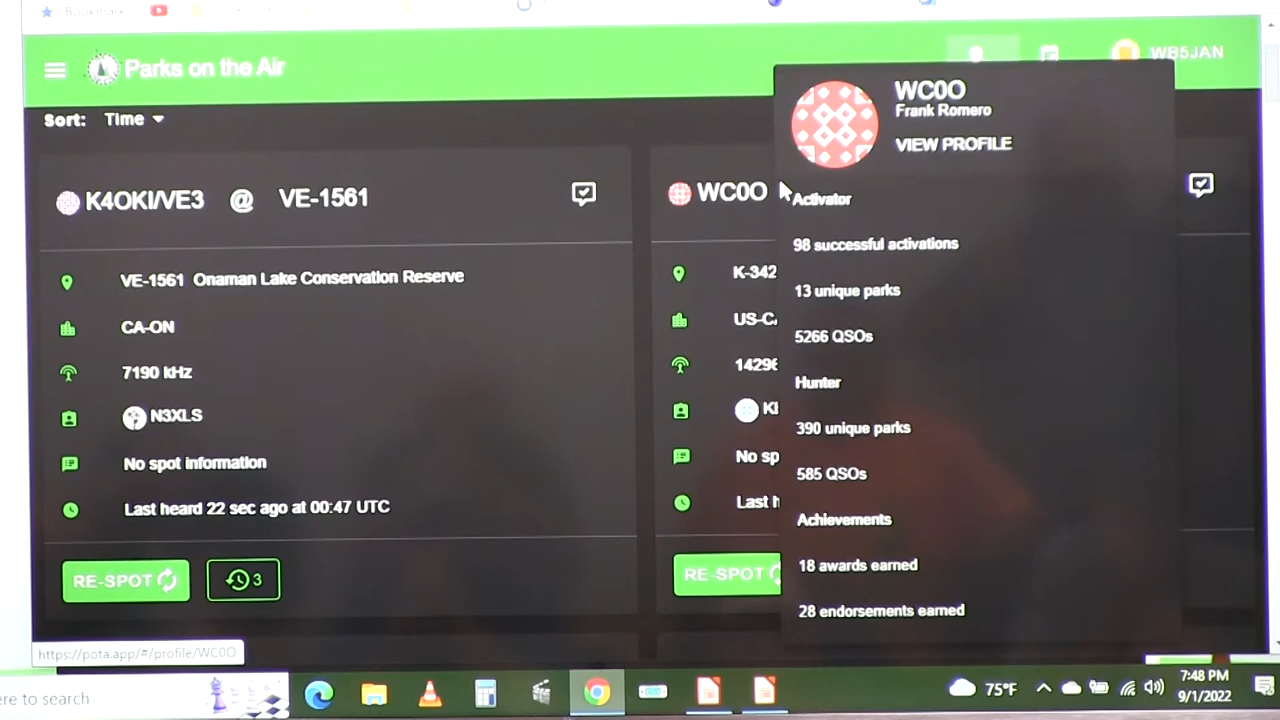 Bookmark
Parks on the Air
WB5JAN
Sort: Time
K4OKI/VE3 @ VE-1561
VE-1561 Onaman Lake Conservation Reserve
CA-ON
7190 kHz
N3XLS
No spot information
Last heard 22 sec ago at 00:47 UTC
RE-SPOT
3
WC0O
K-342
US-C
14296
No sp
Last h
RE-SPOT
WC0O
Frank Romero
VIEW PROFILE
Activator
98 successful activations
13 unique parks
5266 QSOs
Hunter
390 unique parks
585 QSOs
Achievements
18 awards earned
28 endorsements earned
https://pota.app/#/profile/WC0O
ere to search
75°F
7:48 PM
9/1/2022